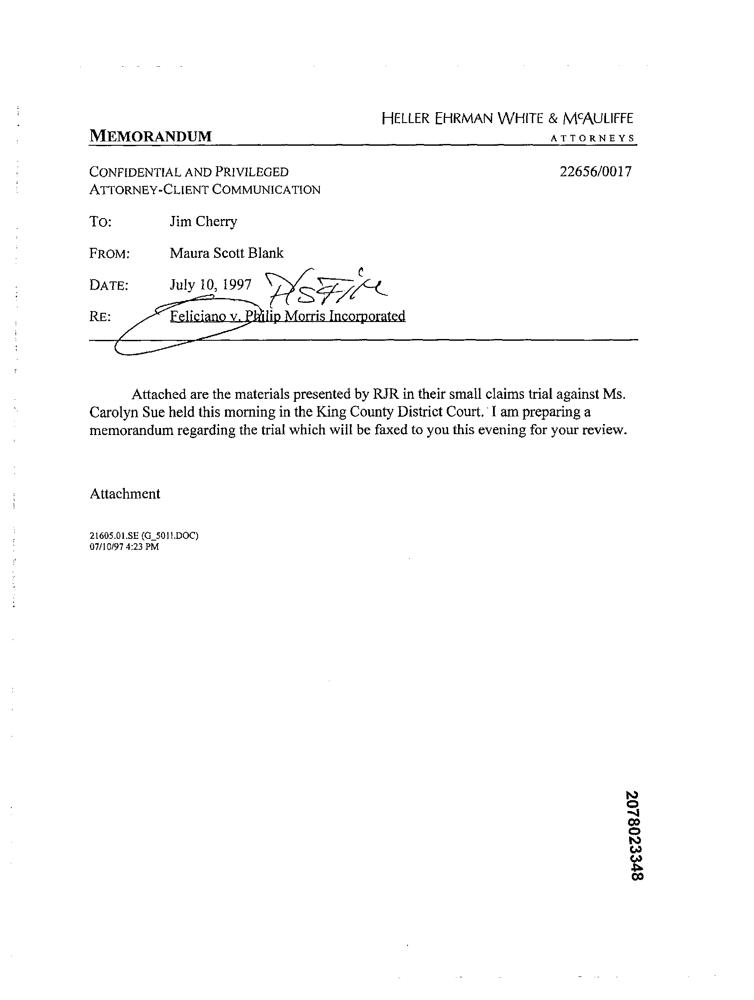 HELLER EHRMAN WHITE & McAULIFFE
MEMORANDUM
ATTORNEYS
CONFIDENTIAL AND PRIVILEGED
22656/0017
ATTORNEY-CLIENT COMMUNICATION
TO: Jim Cherry
FROM: Maura Scott Blank
DATE: July 10, 1997
RE: Feliciano v. Philip Morris Incorporated
Attached are the materials presented by RJR in their small claims trial against Ms.
Carolyn Sue held this morning in the King County District Court. I am preparing a
memorandum regarding the trial which will be faxed to you this evening for your review.
Attachment
21605.01.SE (G_5011.DOC)
07/10/97 4:23 PM
2078023348